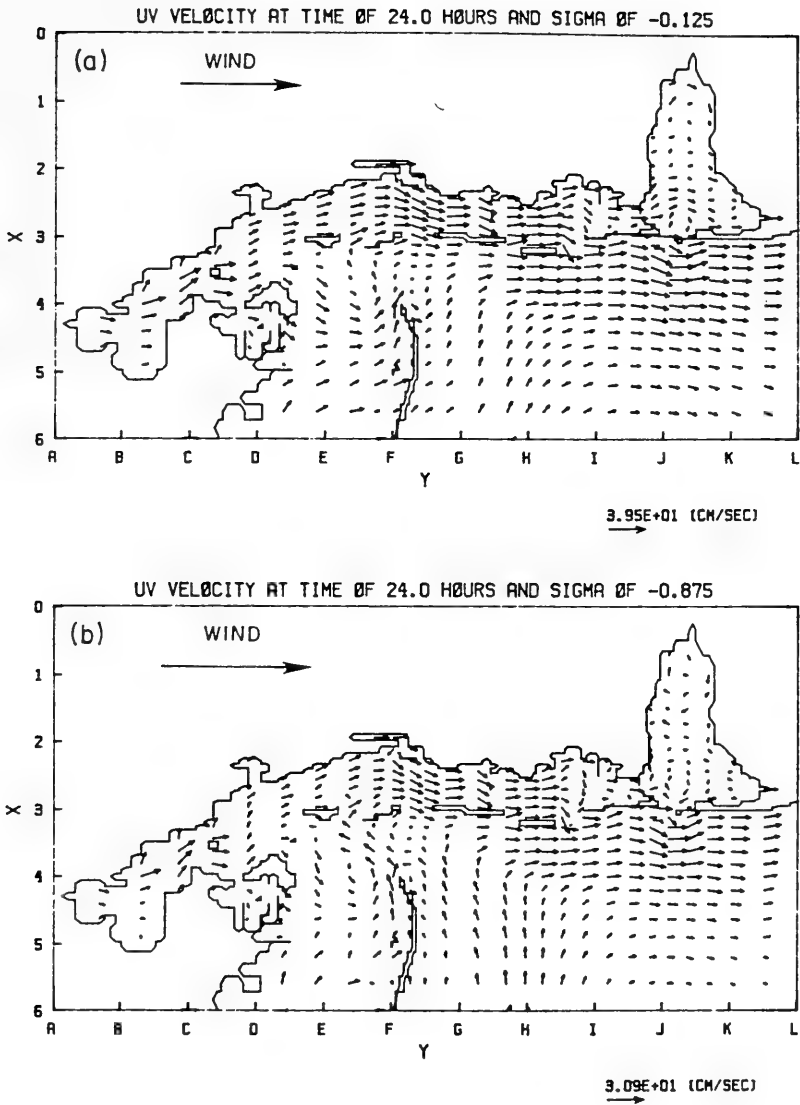 UV VELØCITY AT TIME ØF 24.0 HØURS AND SIGMA ØF -0.125
(a)
WIND
0
1
2
3
4
5
6
X
A B C D E F G H I J K L
Y
3.95E+01 (CM/SEC)
UV VELØCITY AT TIME ØF 24.0 HØURS AND SIGMA ØF -0.875
(b)
WIND
0
1
2
3
4
5
6
X
A B C D E F G H I J K L
Y
3.09E+01 (CM/SEC)